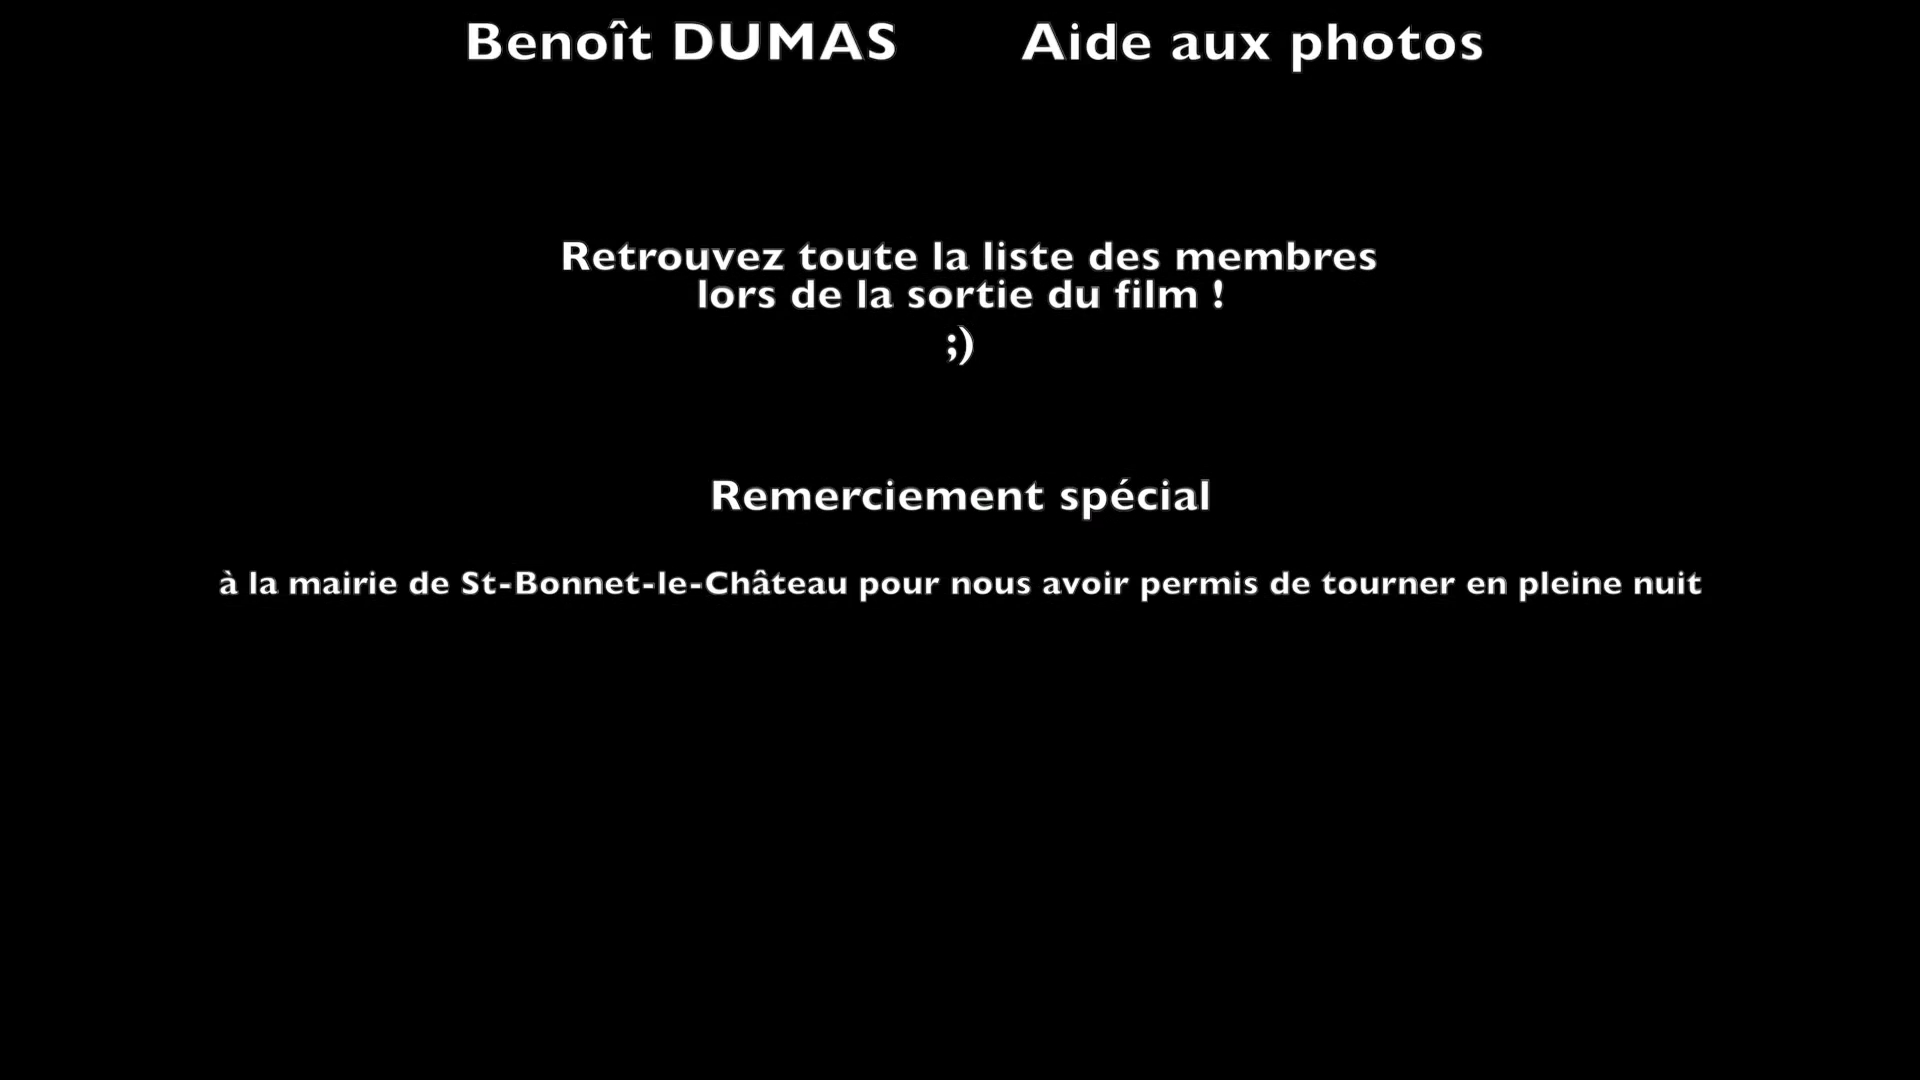 Benoît DUMAS Aide aux photos
Retrouvez toute la liste des membres
lors de la sortie du film !
;)
Remerciement spécial
à la mairie de St-Bonnet-le-Château pour nous avoir permis de tourner en pleine nuit